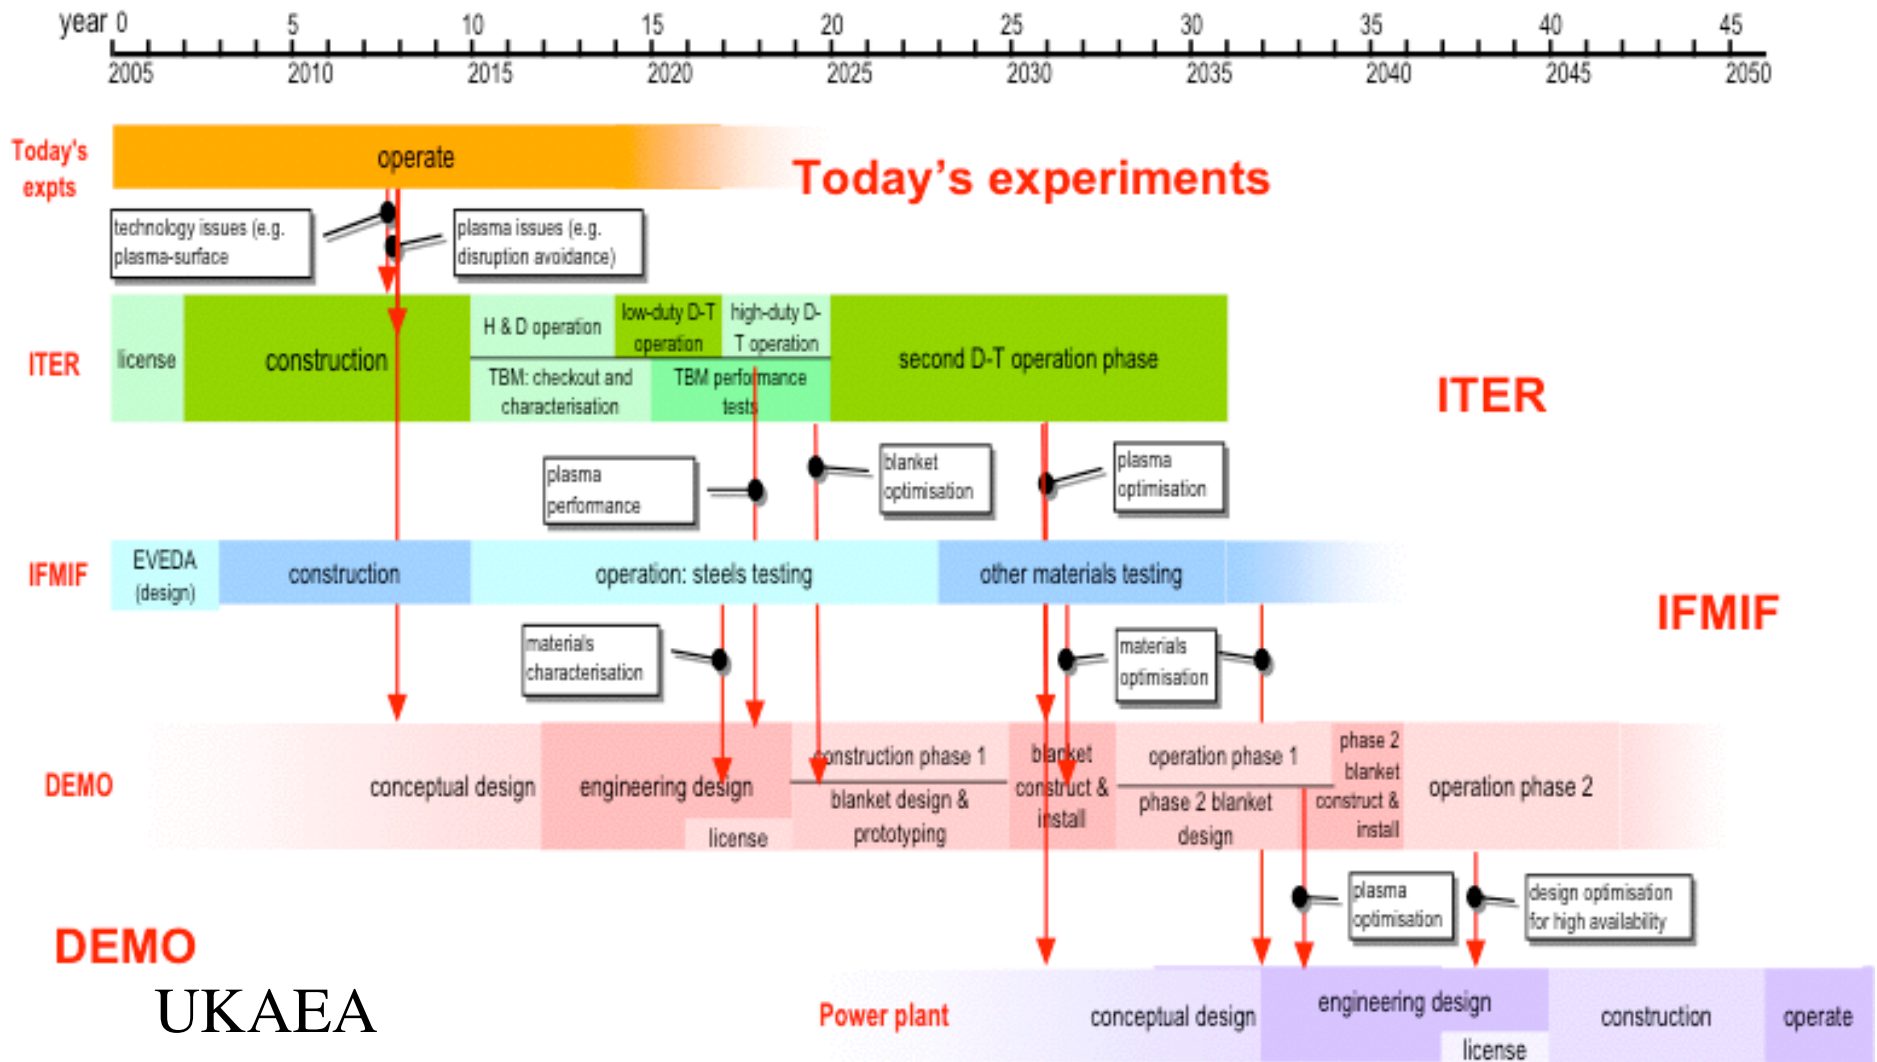 year 0 5 10 15 20 25 30 35 40 45
2005 2010 2015 2020 2025 2030 2035 2040 2045 2050
Today's
expts
operate
Today's experiments
technology issues (e.g.
plasma-surface
plasma issues (e.g.
disruption avoidance)
ITER
license
construction
H & D operation
low-duty D-T
operation
high-duty D-
T operation
TBM: checkout and
characterisation
TBM performance
tests
second D-T operation phase
ITER
plasma
performance
blanket
optimisation
plasma
optimisation
IFMIF
EVEDA
(design)
construction
operation: steels testing
other materials testing
IFMIF
materials
characterisation
materials
optimisation
DEMO
conceptual design
engineering design
license
construction phase 1
blanket design &
prototyping
blanket
construct &
install
operation phase 1
phase 2 blanket
design
phase 2
blanket
construct &
install
operation phase 2
plasma
optimisation
design optimisation
for high availability
DEMO
UKAEA
Power plant
conceptual design
engineering design
license
construction
operate